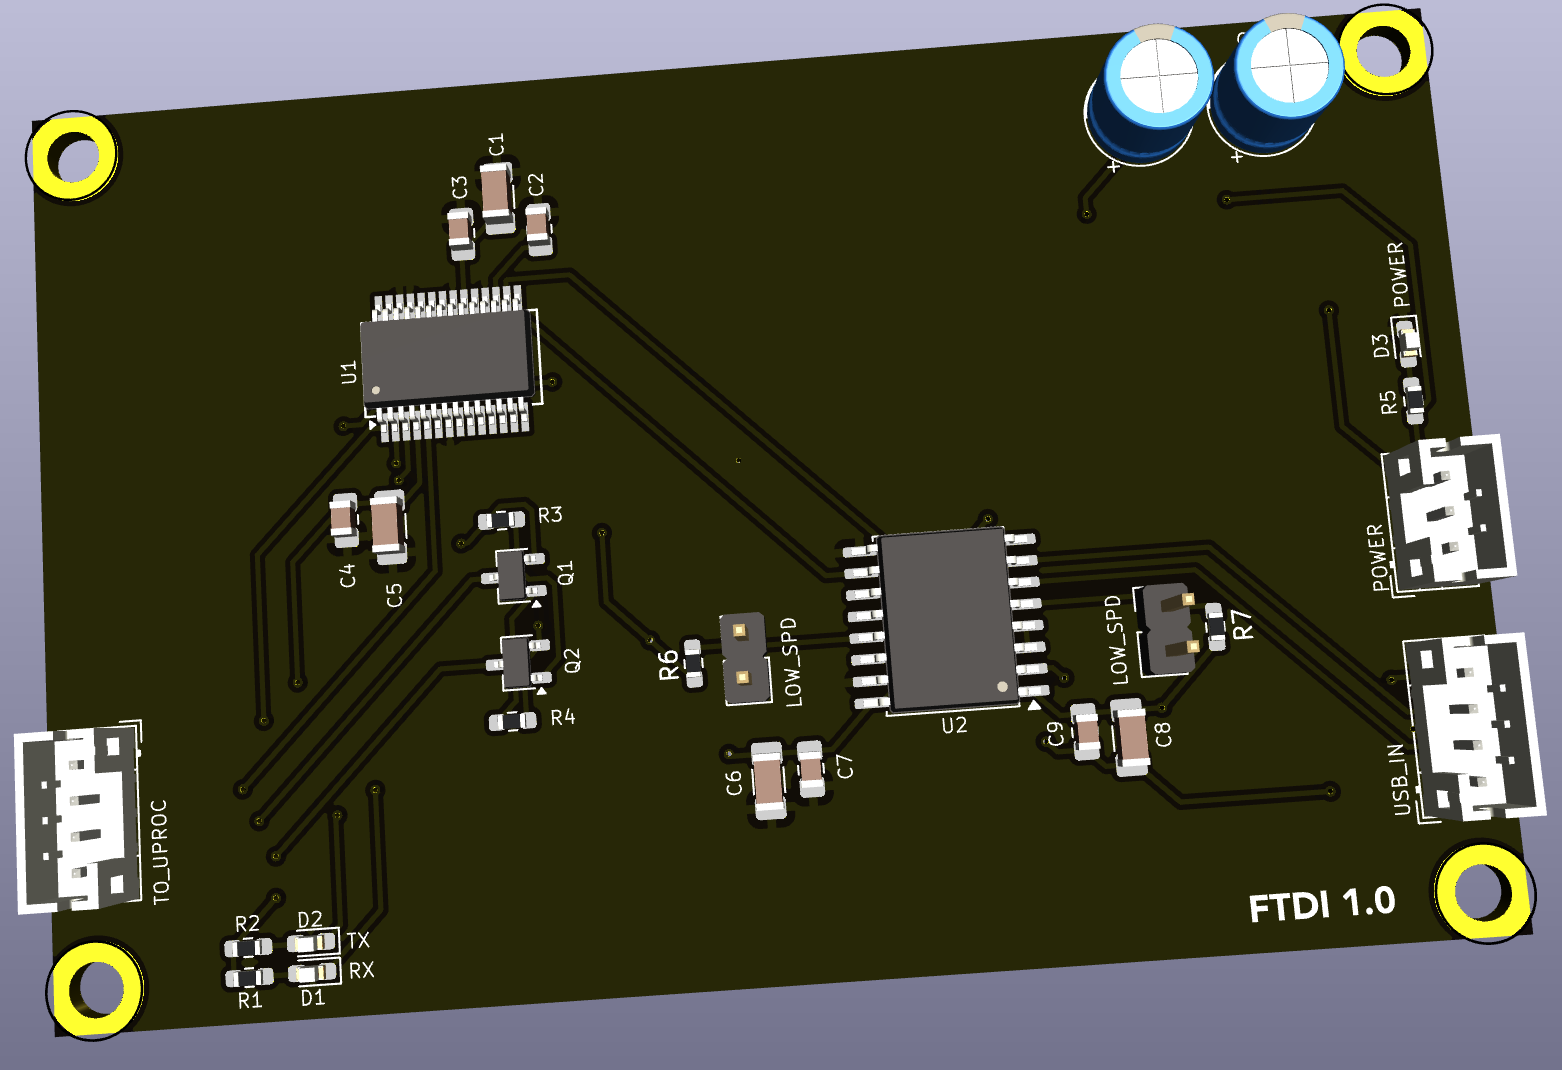 C1
C3
C2
+
+
POWER
D3
R5
U1
R3
Q1
C4
C5
Q2
R4
R6
LOW_SPD
LOW_SPD
R7
POWER
U2
C9
C8
C6
C7
USB_IN
TO_UPROC
FTDI 1.0
R2
D2
TX
R1
D1
RX